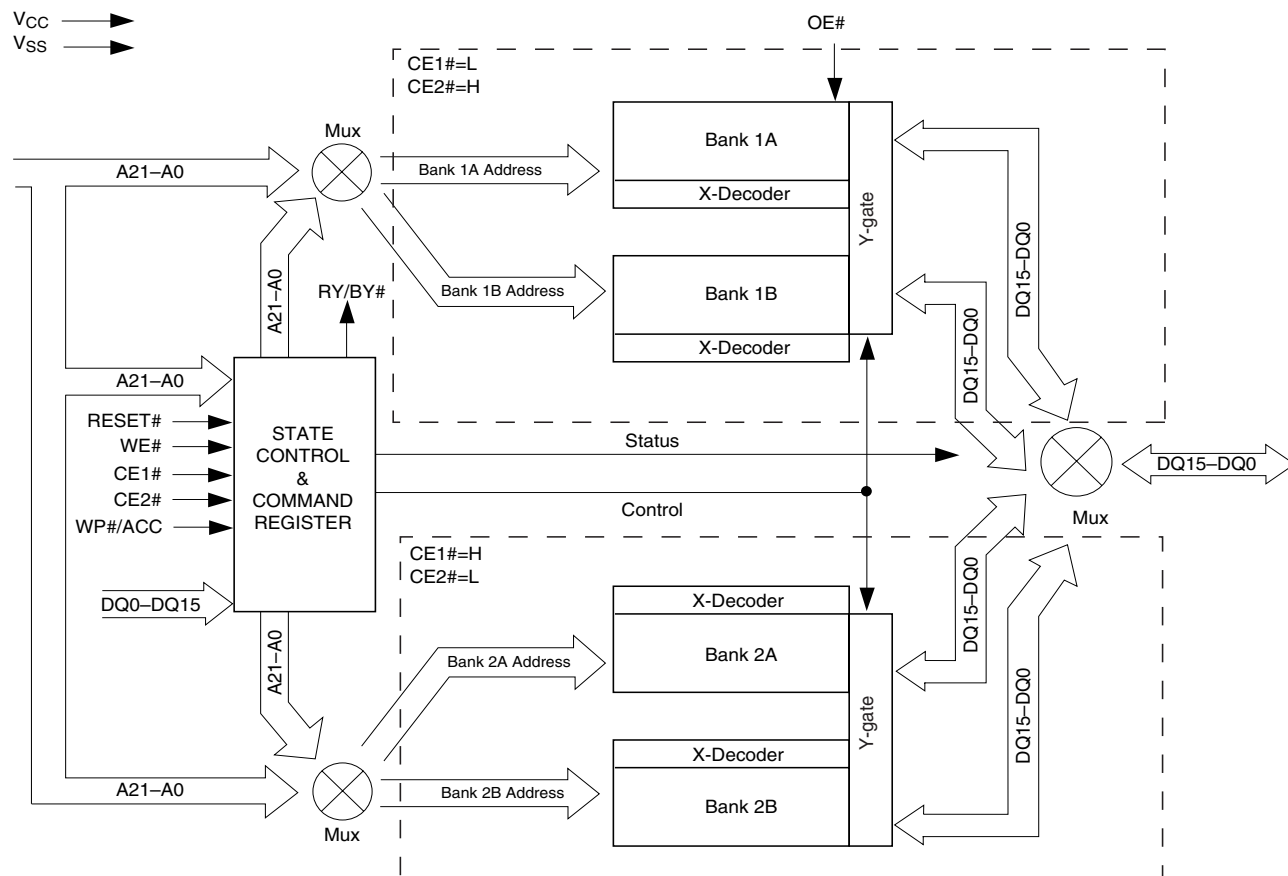 VCC
VSS
OE#
CE1#=L
CE2#=H
Mux
A21–A0
Bank 1A Address
Bank 1A
X-Decoder
Y-gate
DQ15–DQ0
A21–A0
RY/BY#
Bank 1B Address
Bank 1B
X-Decoder
DQ15–DQ0
A21–A0
RESET#
WE#
CE1#
CE2#
WP#/ACC
DQ0–DQ15
STATE
CONTROL
&
COMMAND
REGISTER
Status
Control
DQ15–DQ0
Mux
CE1#=H
CE2#=L
A21–A0
Bank 2A Address
X-Decoder
Bank 2A
Y-gate
DQ15–DQ0
DQ15–DQ0
A21–A0
Mux
Bank 2B Address
X-Decoder
Bank 2B